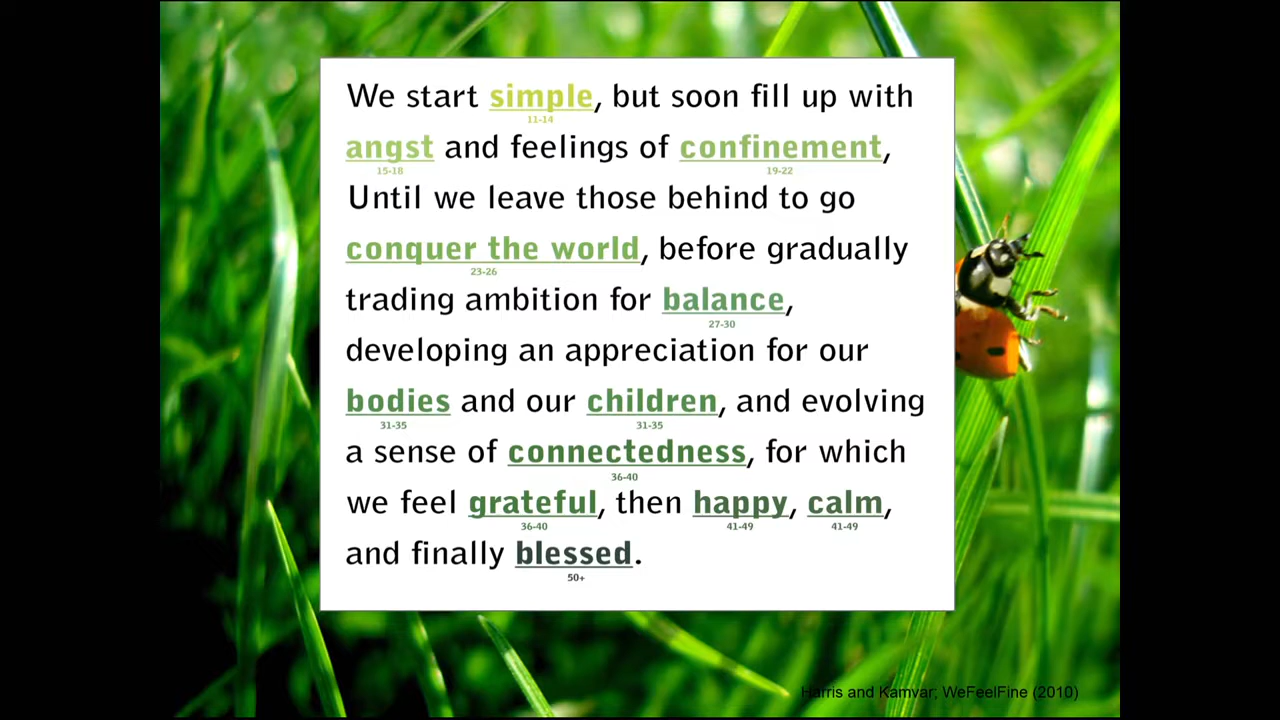 We start simple, but soon fill up with
11-14
angst and feelings of confinement,
15-18 19-22
Until we leave those behind to go
conquer the world, before gradually
23-26
trading ambition for balance,
27-30
developing an appreciation for our
bodies and our children, and evolving
31-35 31-35
a sense of connectedness, for which
36-40
we feel grateful, then happy, calm,
36-40 41-49 41-49
and finally blessed.
50+
Harris and Kamvar; WeFeelFine (2010)